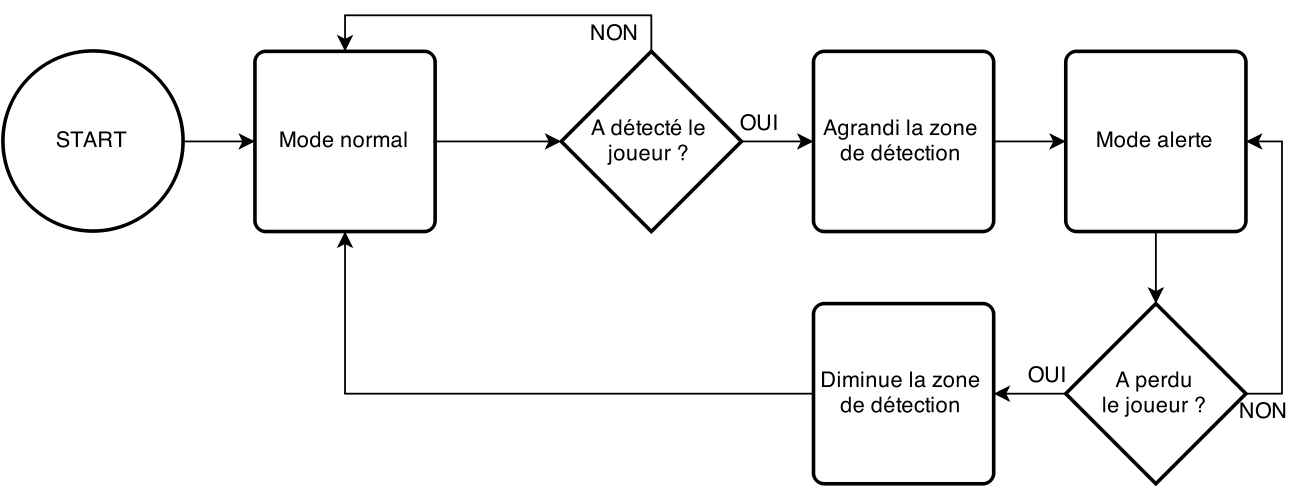 NON
START
Mode normal
A détecté le
joueur ?
OUI
Agrandi la zone
de détection
Mode alerte
Diminue la zone
de détection
OUI
A perdu
le joueur ?
NON